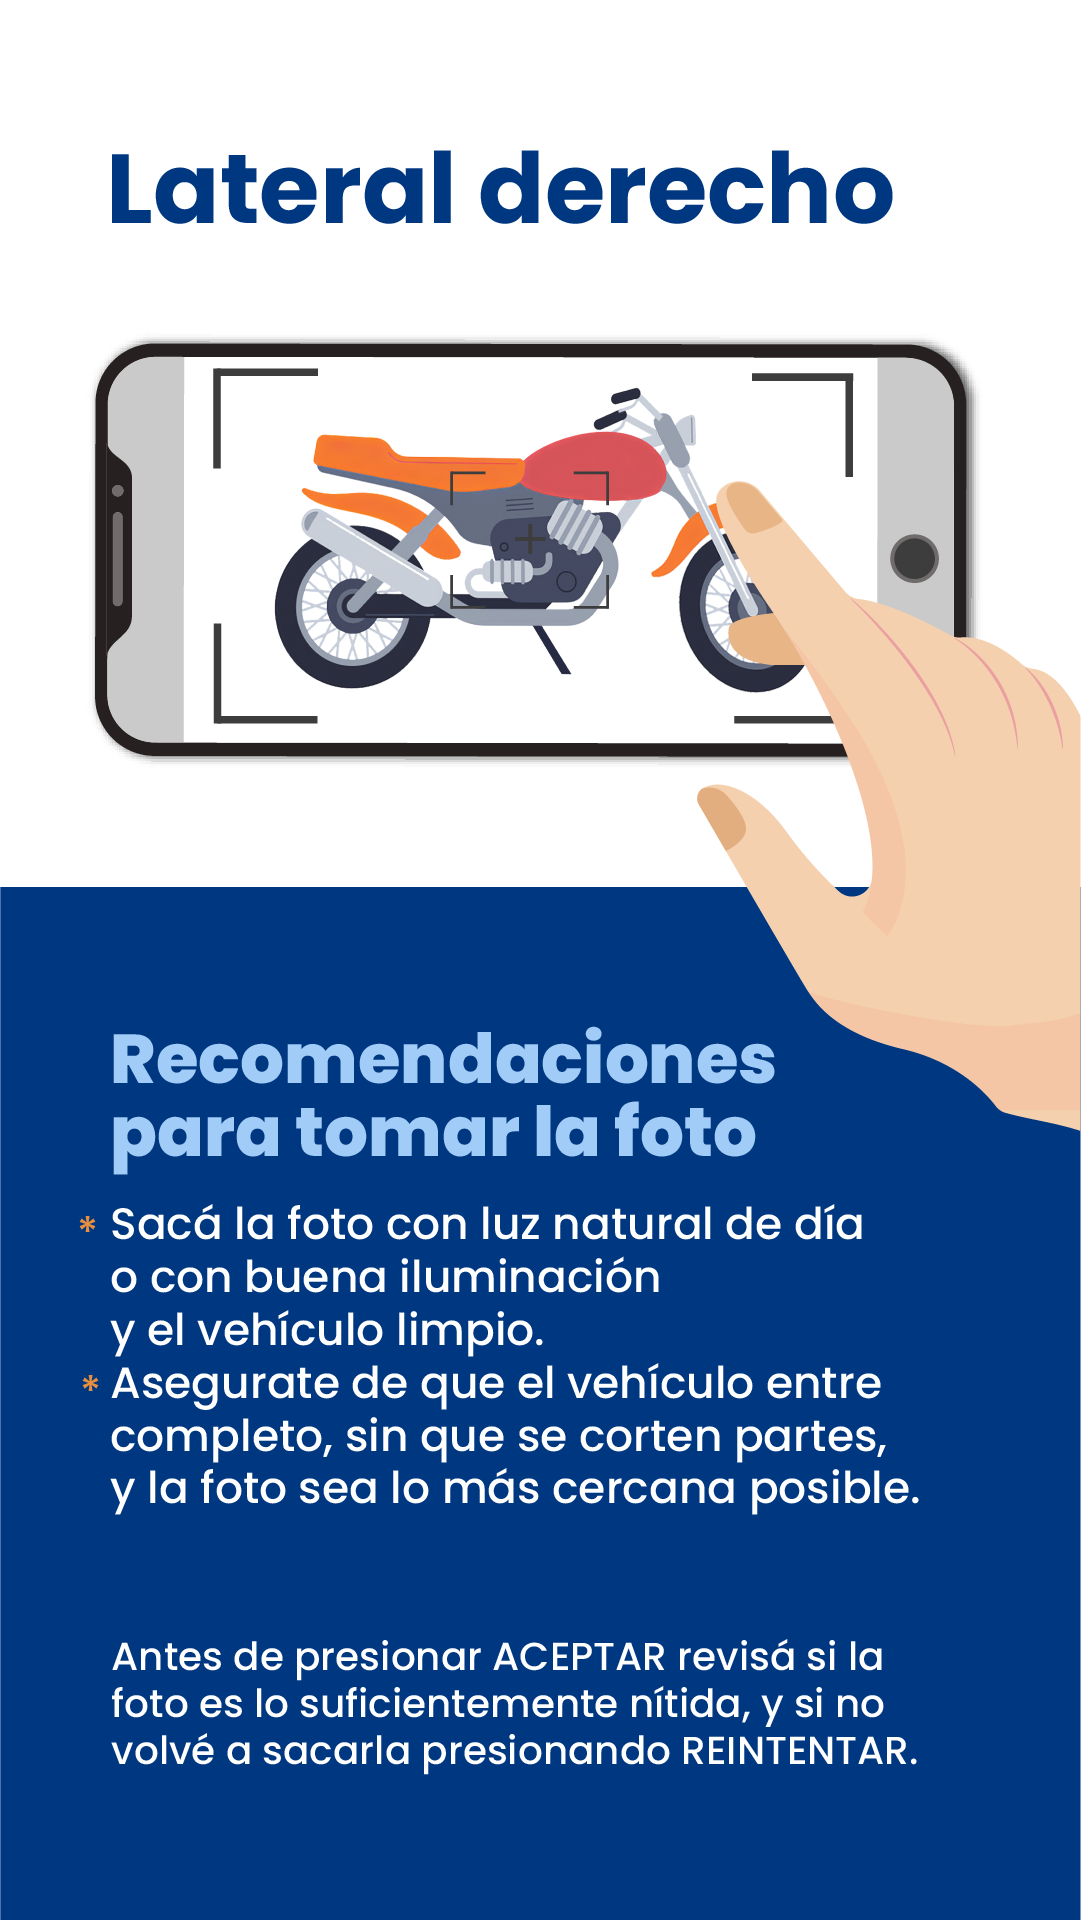 Lateral derecho
Recomendaciones
para tomar la foto
* Sacá la foto con luz natural de día
o con buena iluminación
y el vehículo limpio.
* Asegurate de que el vehículo entre
completo, sin que se corten partes,
y la foto sea lo más cercana posible.
Antes de presionar ACEPTAR revisá si la
foto es lo suficientemente nítida, y si no
volvé a sacarla presionando REINTENTAR.